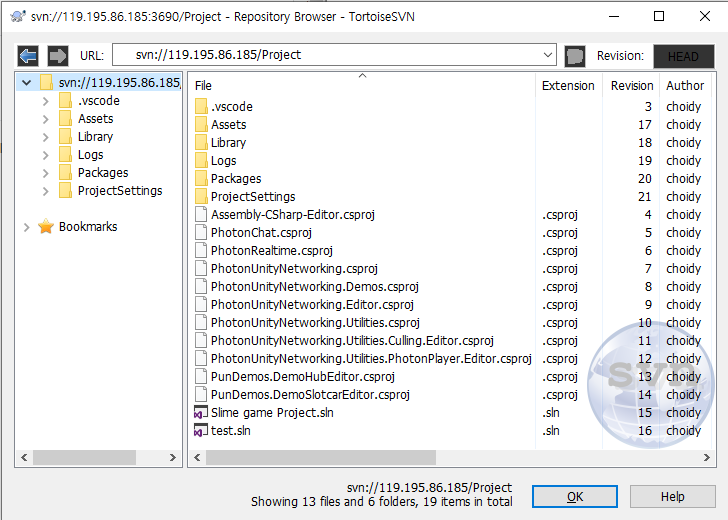 svn://119.195.86.185:3690/Project - Repository Browser - TortoiseSVN
URL: svn://119.195.86.185/Project Revision: HEAD
svn://119.195.86.185,
.vscode
Assets
Library
Logs
Packages
ProjectSettings
Bookmarks
File Extension Revision Author
.vscode 3 choidy
Assets 17 choidy
Library 18 choidy
Logs 19 choidy
Packages 20 choidy
ProjectSettings 21 choidy
Assembly-CSharp-Editor.csproj .csproj 4 choidy
PhotonChat.csproj .csproj 5 choidy
PhotonRealtime.csproj .csproj 6 choidy
PhotonUnityNetworking.csproj .csproj 7 choidy
PhotonUnityNetworking.Demos.csproj .csproj 8 choidy
PhotonUnityNetworking.Editor.csproj .csproj 9 choidy
PhotonUnityNetworking.Utilities.csproj .csproj 10 choidy
PhotonUnityNetworking.Utilities.Culling.Editor.csproj .csproj 11 choidy
PhotonUnityNetworking.Utilities.PhotonPlayer.Editor.csproj .csproj 12 choidy
PunDemos.DemoHubEditor.csproj .csproj 13 choidy
PunDemos.DemoSlotcarEditor.csproj .csproj 14 choidy
Slime game Project.sln .sln 15 choidy
test.sln .sln 16 choidy
svn
svn://119.195.86.185/Project
Showing 13 files and 6 folders, 19 items in total
OK Help